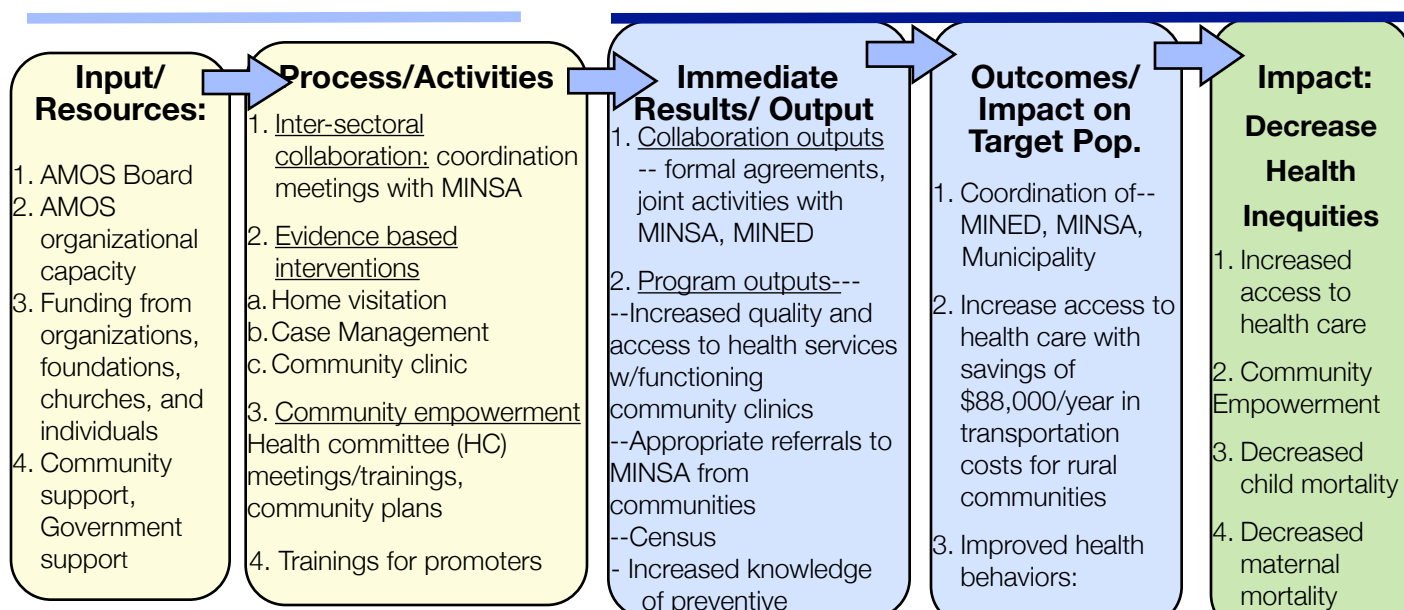 Input/
Resources:
1. AMOS Board
2. AMOS
organizational
capacity
3. Funding from
organizations,
foundations,
churches, and
individuals
4. Community
support,
Government
support
Process/Activities
1. Inter-sectoral
collaboration: coordination
meetings with MINSA
2. Evidence based
interventions
a. Home visitation
b. Case Management
c. Community clinic
3. Community empowerment
Health committee (HC)
meetings/trainings,
community plans
4. Trainings for promoters
Immediate
Results/ Output
1. Collaboration outputs
-- formal agreements,
joint activities with
MINSA, MINED
2. Program outputs---
--Increased quality and
access to health services
w/functioning
community clinics
--Appropriate referrals to
MINSA from
communities
--Census
- Increased knowledge
of preventive
Outcomes/
Impact on
Target Pop.
1. Coordination of--
MINED, MINSA,
Municipality
2. Increase access to
health care with
savings of
$88,000/year in
transportation
costs for rural
communities
3. Improved health
behaviors:
Impact:
Decrease
Health
Inequities
1. Increased
access to
health care
2. Community
Empowerment
3. Decreased
child mortality
4. Decreased
maternal
mortality